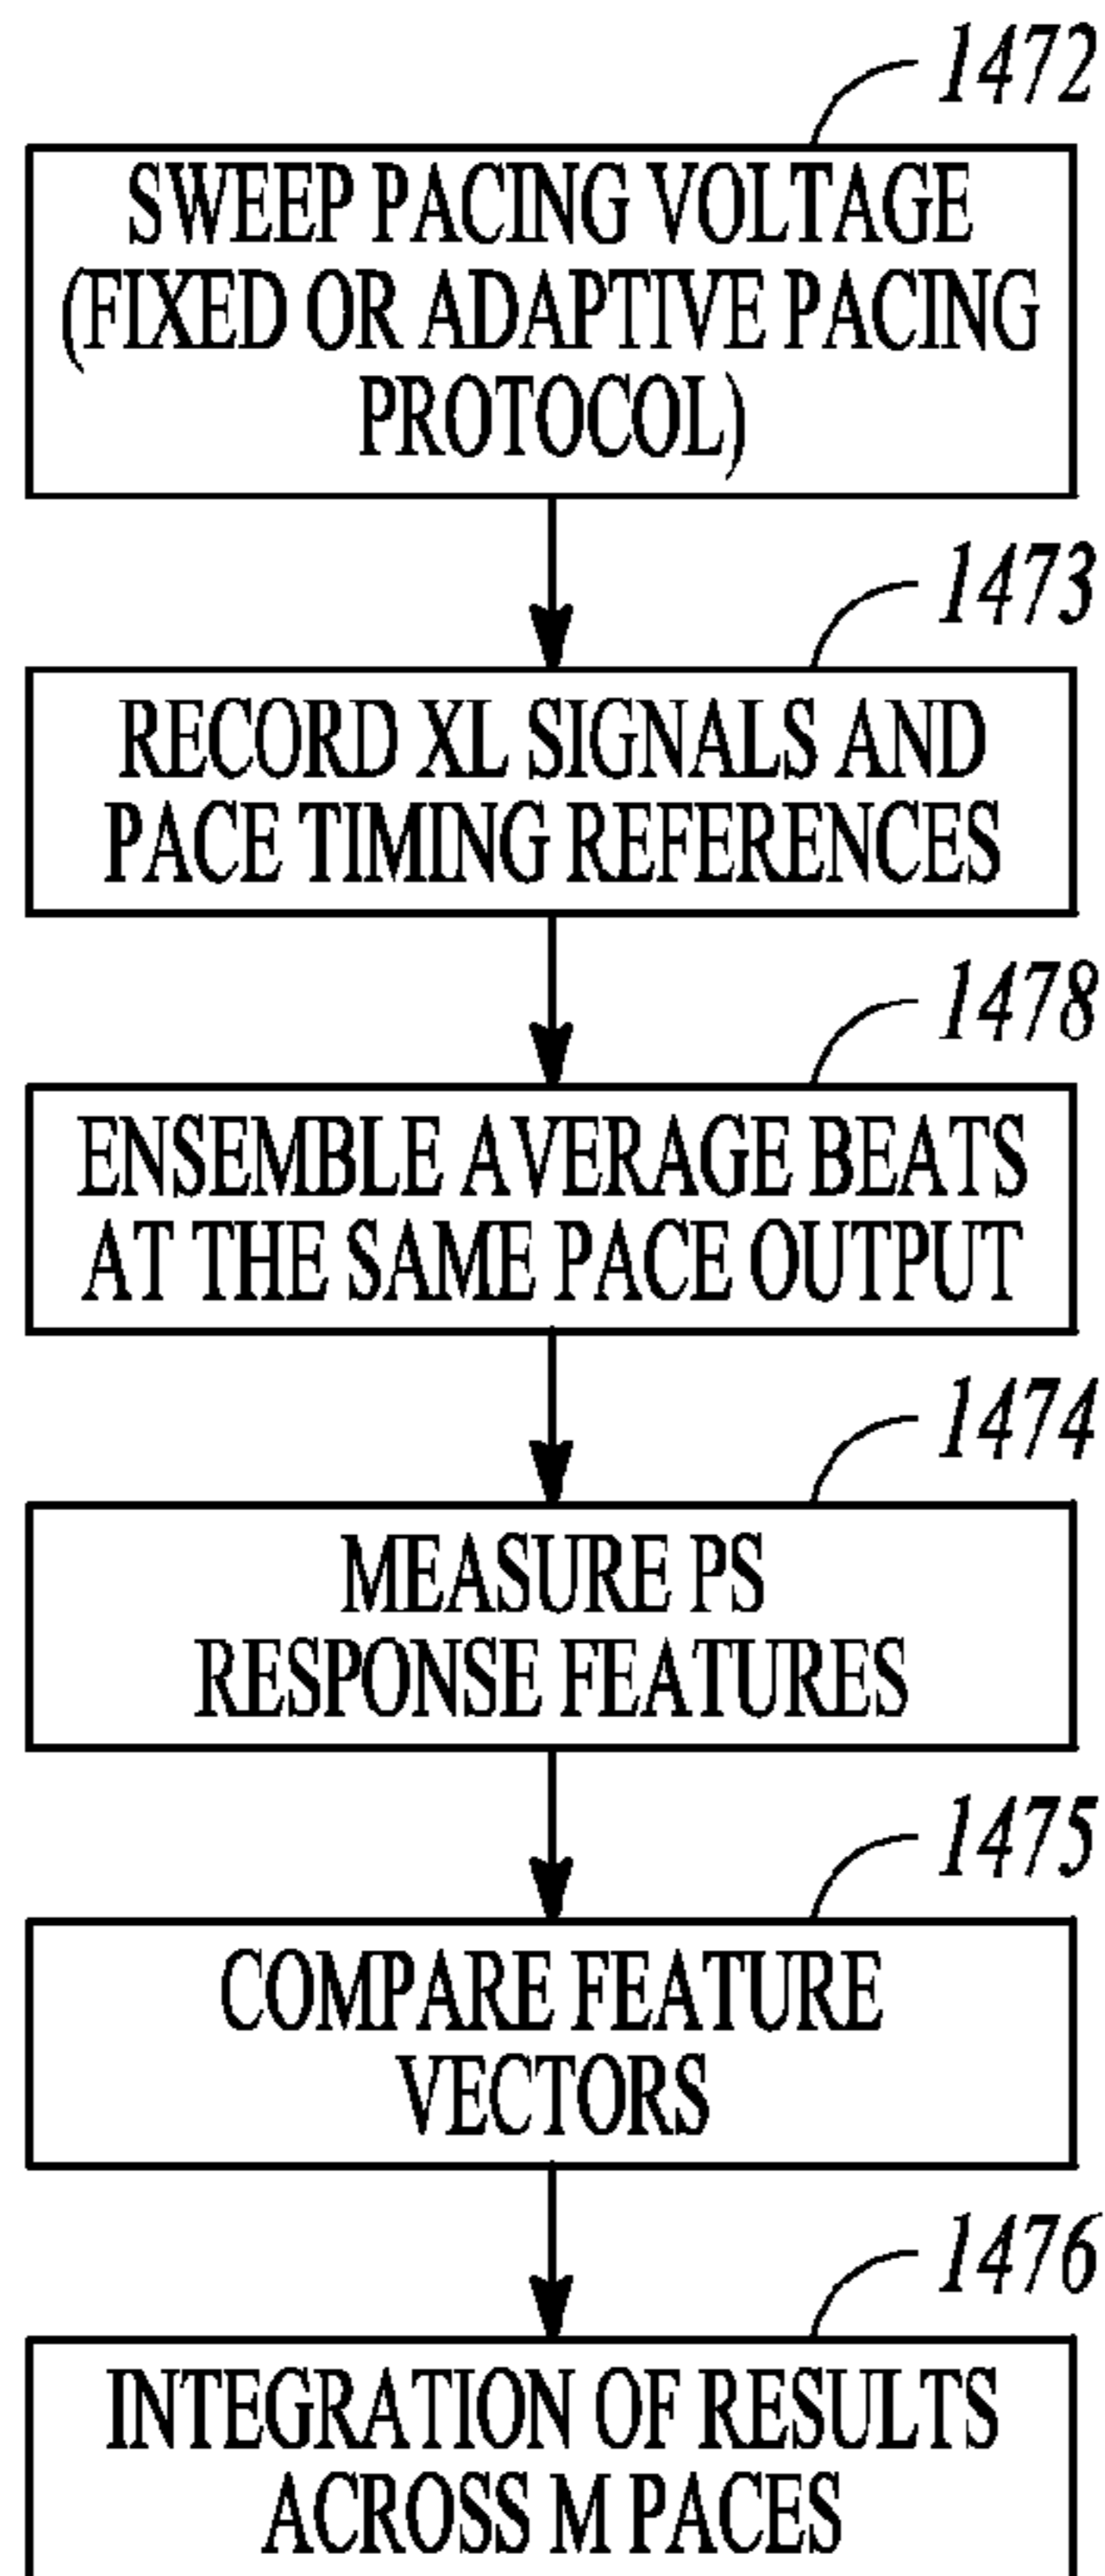 1472
SWEEP PACING VOLTAGE
(FIXED OR ADAPTIVE PACING
PROTOCOL)
1473
RECORD XL SIGNALS AND
PACE TIMING REFERENCES
1478
ENSEMBLE AVERAGE BEATS
AT THE SAME PACE OUTPUT
1474
MEASURE PS
RESPONSE FEATURES
1475
COMPARE FEATURE
VECTORS
1476
INTEGRATION OF RESULTS
ACROSS M PACES